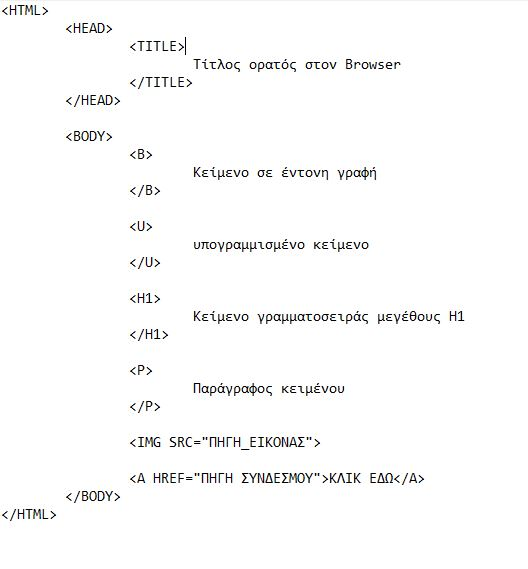 <HTML>
<HEAD>
<TITLE>
Τίτλος ορατός στον Browser
</TITLE>
</HEAD>
<BODY>
<B>
Κείμενο σε έντονη γραφή
</B>
<U>
υπογραμμισμένο κείμενο
</U>
<H1>
Κείμενο γραμματοσειράς μεγέθους H1
</H1>
<P>
Παράγραφος κειμένου
</P>
<IMG SRC="ΠΗΓΗ_ΕΙΚΟΝΑΣ">
<A HREF="ΠΗΓΗ ΣΥΝΔΕΣΜΟΥ">ΚΛΙΚ ΕΔΩ</A>
</BODY>
</HTML>